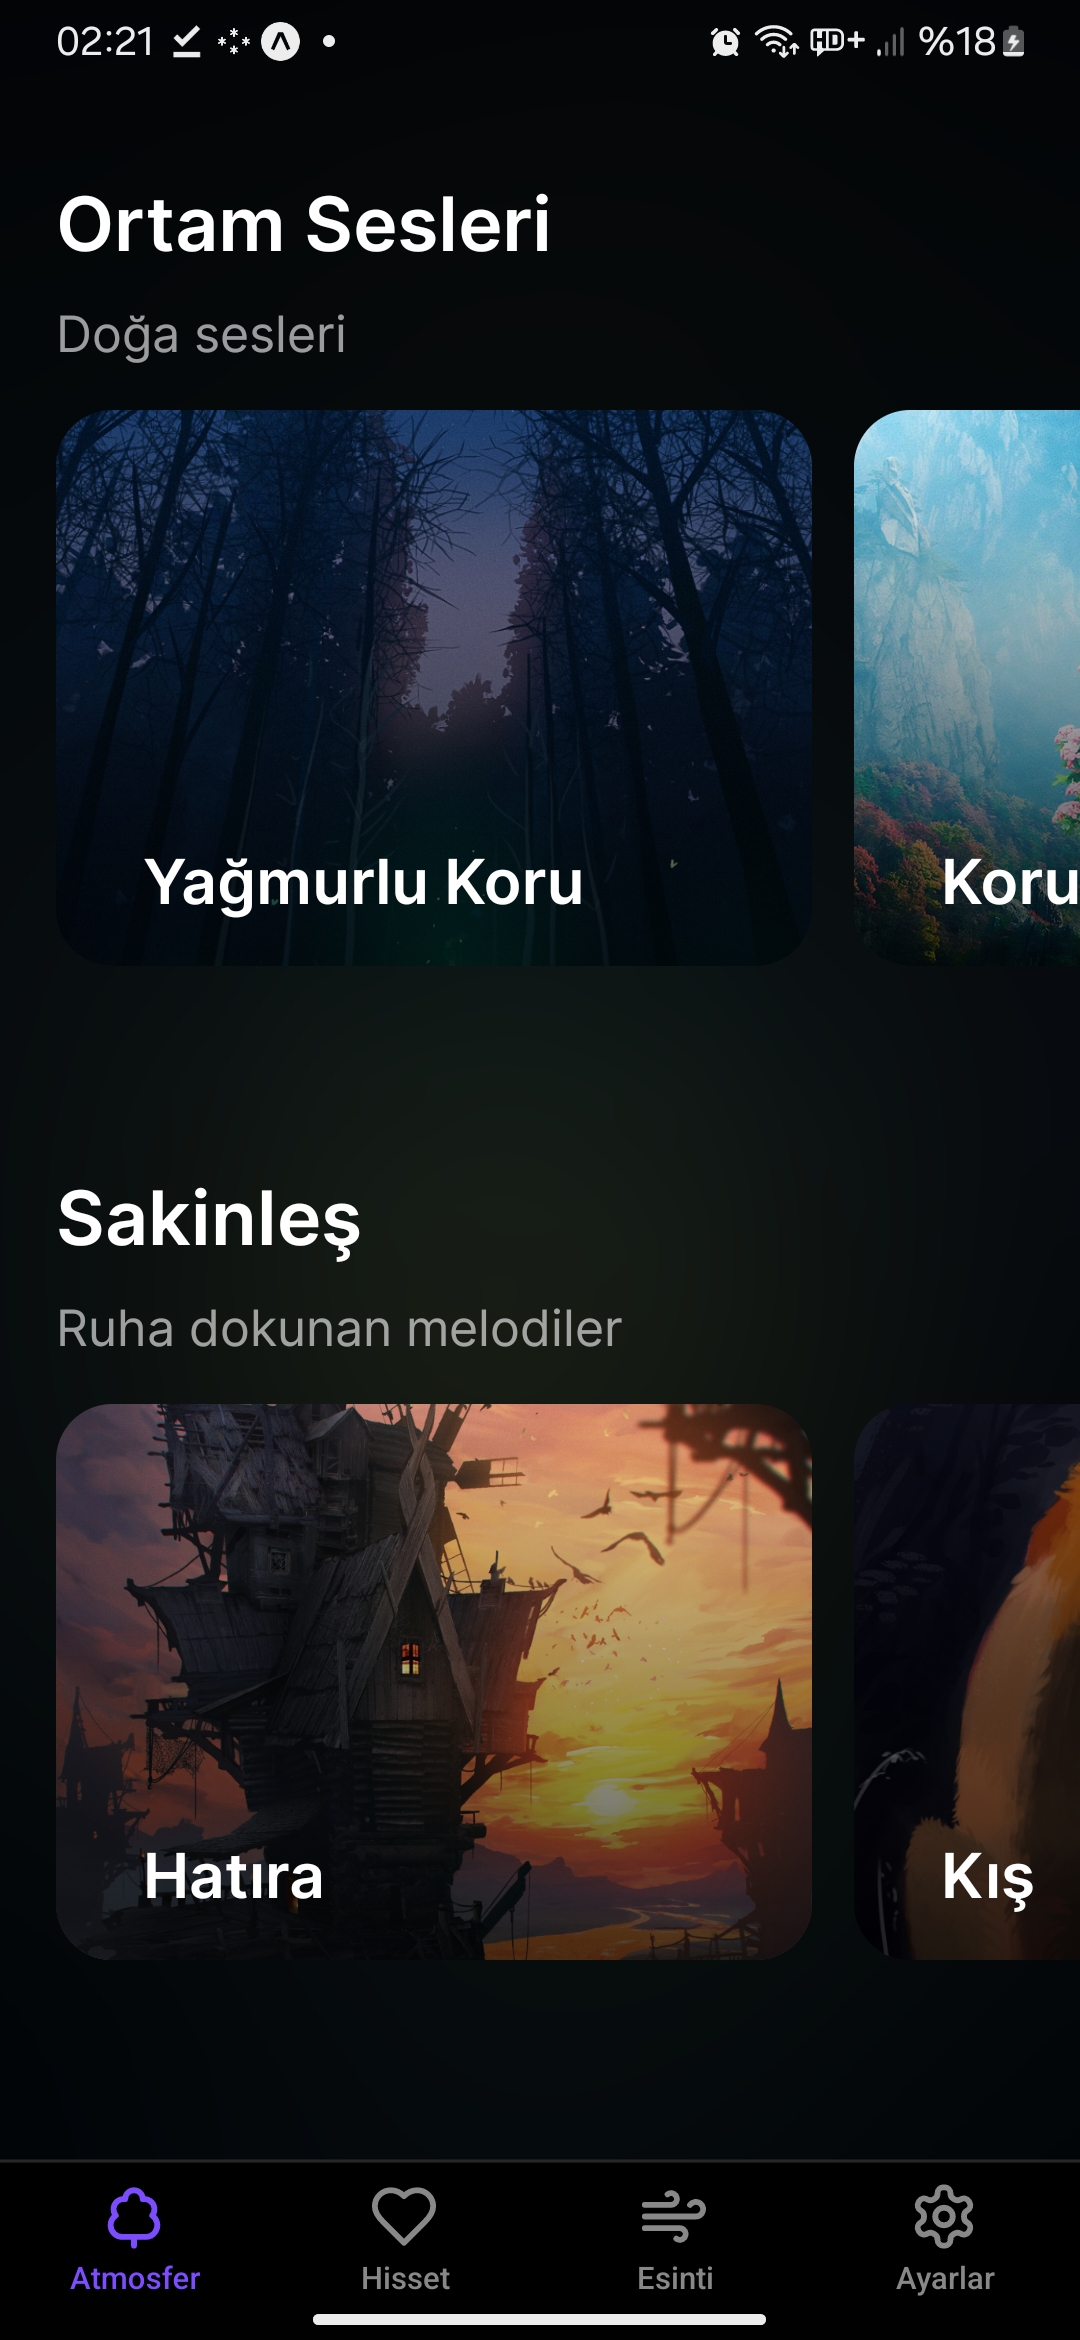 02:21
HD+ %18
Ortam Sesleri
Doğa sesleri
Yağmurlu Koru
Koru
Sakinleş
Ruha dokunan melodiler
Hatıra
Kış
Atmosfer
Hisset
Esinti
Ayarlar